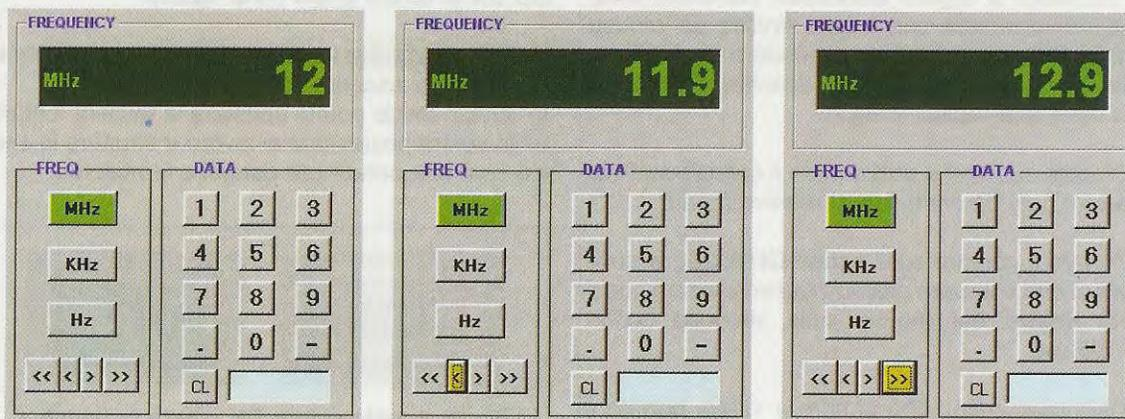 FREQUENCY
MHz 12
FREQ
MHz
KHz
Hz
<< < > >>
DATA
1 2 3
4 5 6
7 8 9
. 0 -
CL
FREQUENCY
MHz 11.9
FREQ
MHz
KHz
Hz
<< < > >>
DATA
1 2 3
4 5 6
7 8 9
. 0 -
CL
FREQUENCY
MHz 12.9
FREQ
MHz
KHz
Hz
<< < > >>
DATA
1 2 3
4 5 6
7 8 9
. 0 -
CL